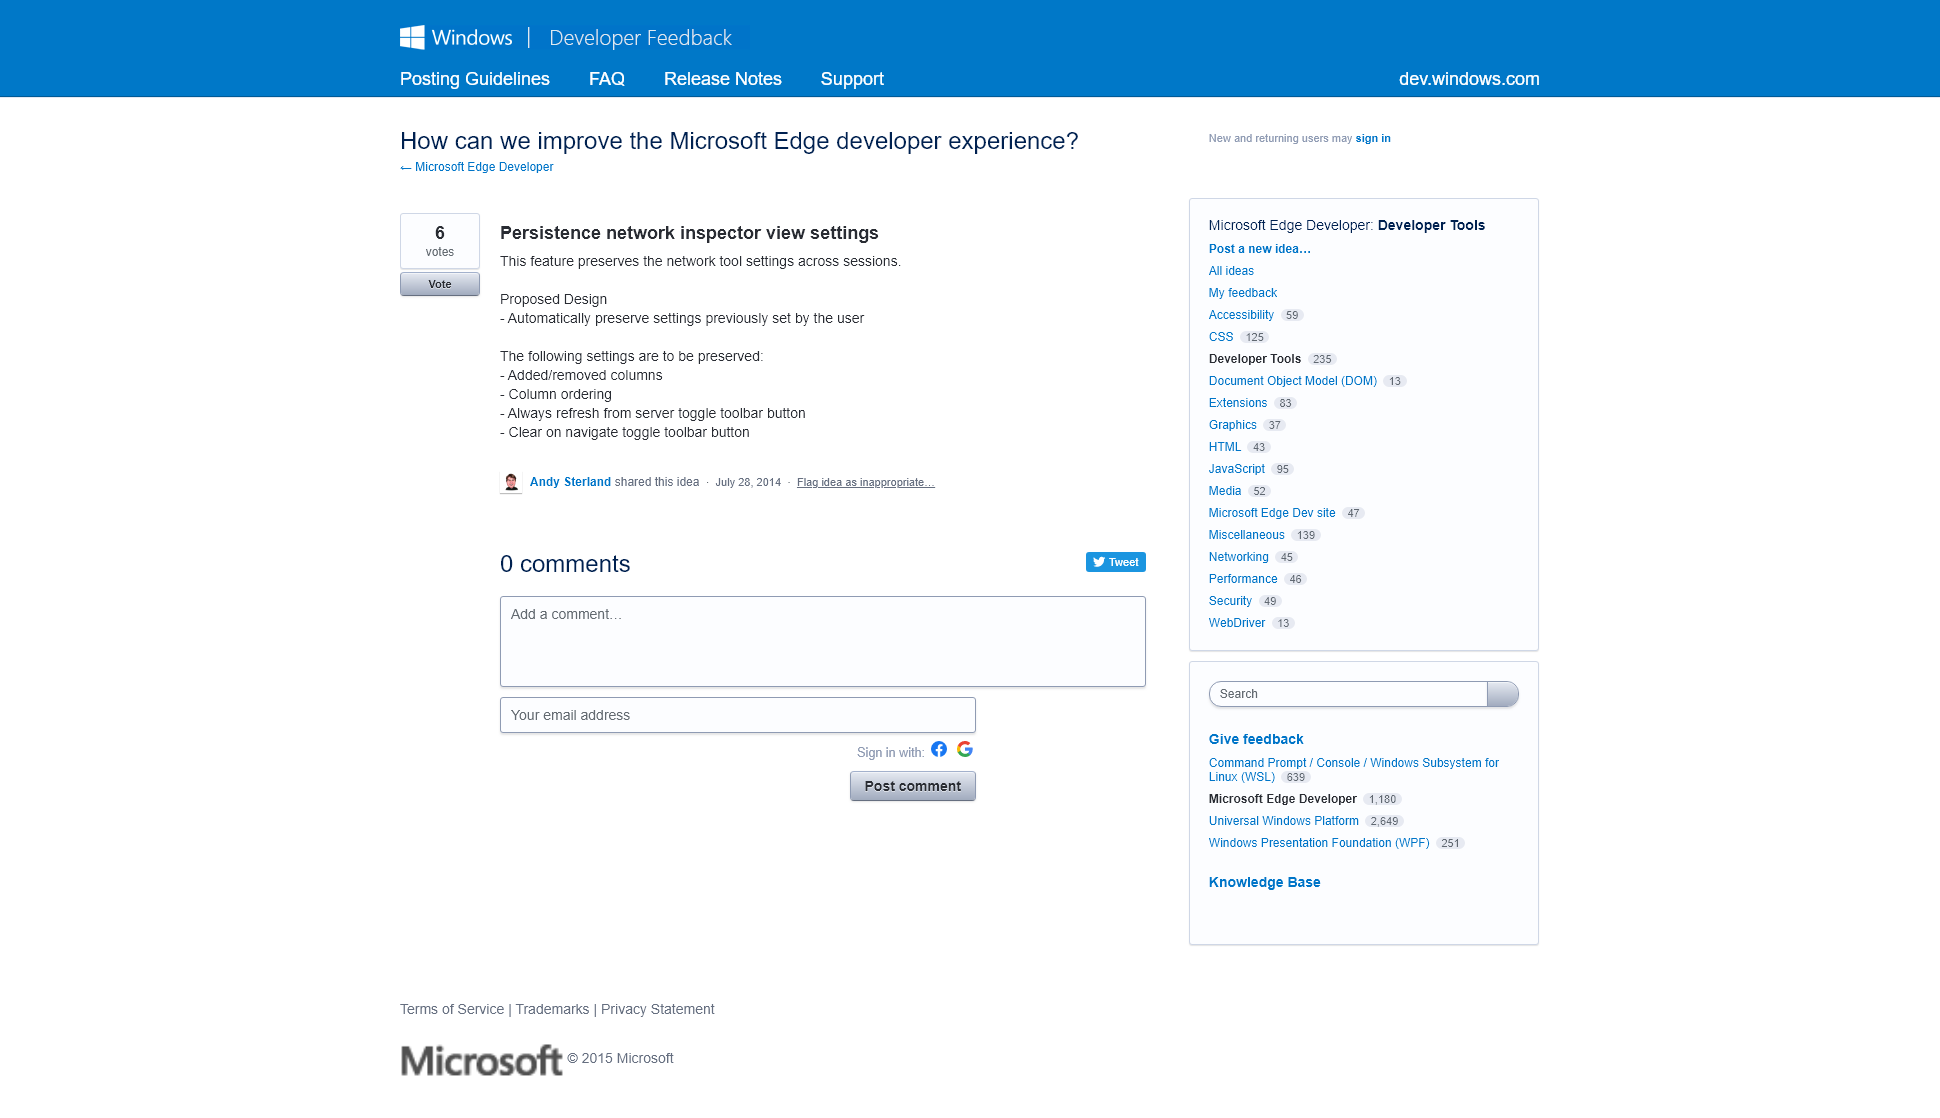 Windows | Developer Feedback
Posting Guidelines FAQ Release Notes Support dev.windows.com
How can we improve the Microsoft Edge developer experience?
← Microsoft Edge Developer
New and returning users may sign in
6
votes
Vote
Persistence network inspector view settings
This feature preserves the network tool settings across sessions.
Proposed Design
- Automatically preserve settings previously set by the user
The following settings are to be preserved:
- Added/removed columns
- Column ordering
- Always refresh from server toggle toolbar button
- Clear on navigate toggle toolbar button
Andy Sterland shared this idea · July 28, 2014 · Flag idea as inappropriate…
0 comments
Tweet
Add a comment…
Your email address
Sign in with:
Post comment
Microsoft Edge Developer: Developer Tools
Post a new idea…
All ideas
My feedback
Accessibility 59
CSS 125
Developer Tools 235
Document Object Model (DOM) 13
Extensions 83
Graphics 37
HTML 43
JavaScript 95
Media 52
Microsoft Edge Dev site 47
Miscellaneous 139
Networking 45
Performance 46
Security 49
WebDriver 13
Search
Give feedback
Command Prompt / Console / Windows Subsystem for
Linux (WSL) 639
Microsoft Edge Developer 1,180
Universal Windows Platform 2,649
Windows Presentation Foundation (WPF) 251
Knowledge Base
Terms of Service | Trademarks | Privacy Statement
Microsoft © 2015 Microsoft